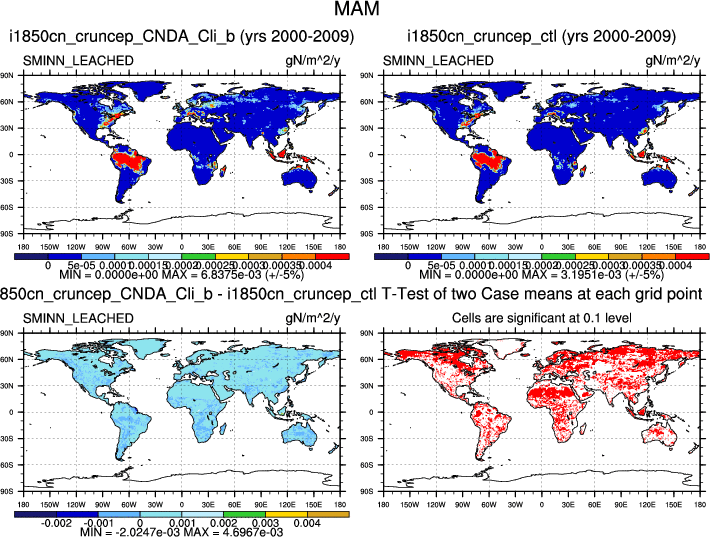 MAM
i1850cn_cruncep_CNDA_Cli_b (yrs 2000-2009)
SMINN_LEACHED gN/m^2/y
90N
60N
30N
0
30S
60S
90S
180 150W 120W 90W 60W 30W 0 30E 60E 90E 120E 150E 180
0 5e-05 0.0001 0.00015 0.0002 0.00025 0.0003 0.00035 0.0004
MIN = 0.0000e+00 MAX = 6.8375e-03 (+/-5%)
i1850cn_cruncep_ctl (yrs 2000-2009)
SMINN_LEACHED gN/m^2/y
90N
60N
30N
0
30S
60S
90S
180 150W 120W 90W 60W 30W 0 30E 60E 90E 120E 150E 180
0 5e-05 0.0001 0.00015 0.0002 0.00025 0.0003 0.00035 0.0004
MIN = 0.0000e+00 MAX = 3.1951e-03 (+/-5%)
850cn_cruncep_CNDA_Cli_b - i1850cn_cruncep_ctl
SMINN_LEACHED gN/m^2/y
90N
60N
30N
0
30S
60S
90S
180 150W 120W 90W 60W 30W 0 30E 60E 90E 120E 150E 180
-0.002 -0.001 0 0.001 0.002 0.003 0.004
MIN = -2.0247e-03 MAX = 4.6967e-03
T-Test of two Case means at each grid point
Cells are significant at 0.1 level
90N
60N
30N
0
30S
60S
90S
180 150W 120W 90W 60W 30W 0 30E 60E 90E 120E 150E 180